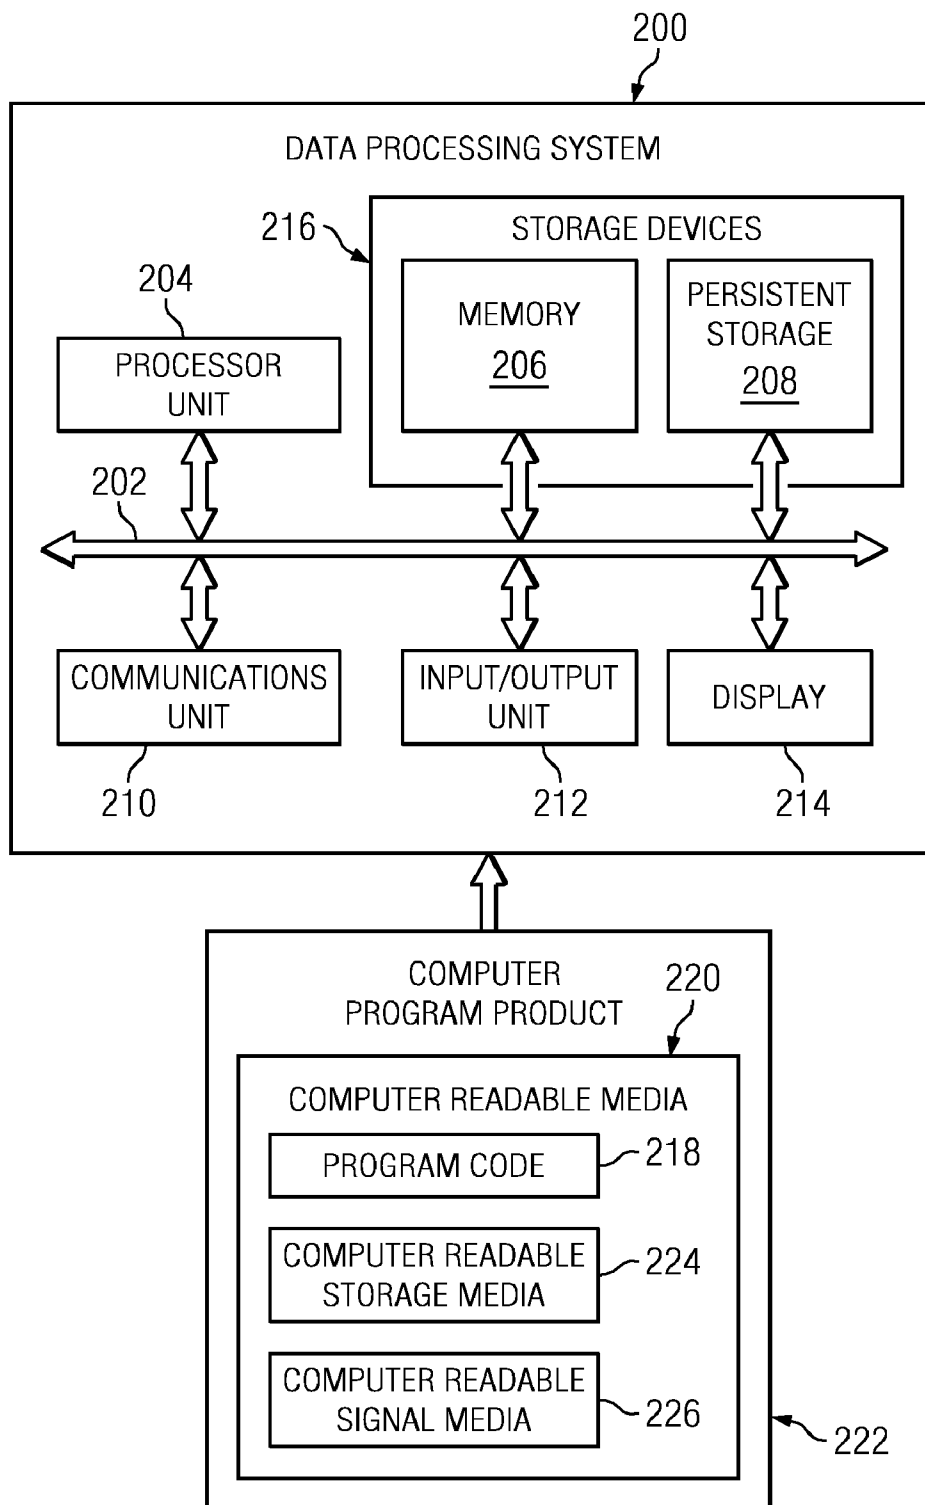 200
DATA PROCESSING SYSTEM
216
STORAGE DEVICES
204
MEMORY
206
PERSISTENT
STORAGE
208
PROCESSOR
UNIT
202
COMMUNICATIONS
UNIT
INPUT/OUTPUT
UNIT
DISPLAY
210
212
214
COMPUTER
PROGRAM PRODUCT
220
COMPUTER READABLE MEDIA
PROGRAM CODE
218
COMPUTER READABLE
STORAGE MEDIA
224
COMPUTER READABLE
SIGNAL MEDIA
226
222